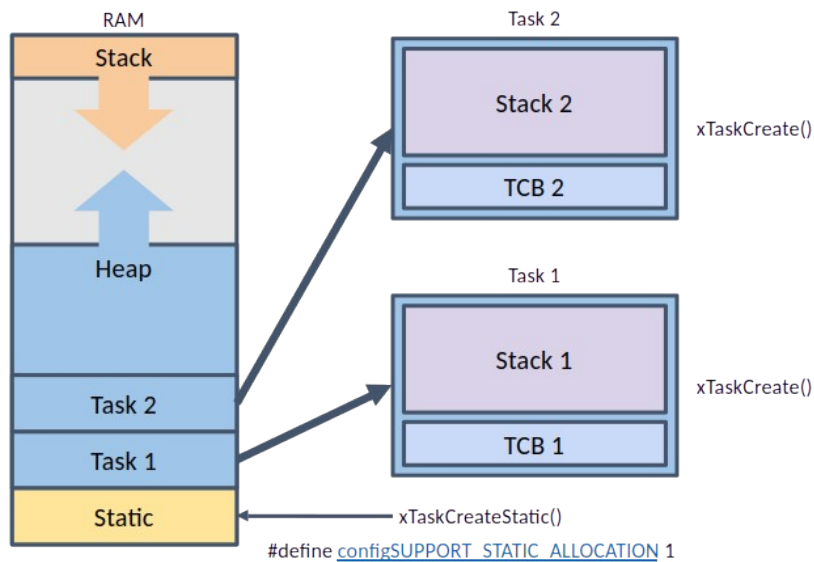 RAM
Stack
Heap
Task 2
Task 1
Static
Task 2
Stack 2
TCB 2
xTaskCreate()
Task 1
Stack 1
TCB 1
xTaskCreate()
xTaskCreateStatic()
#define configSUPPORT_STATIC_ALLOCATION 1